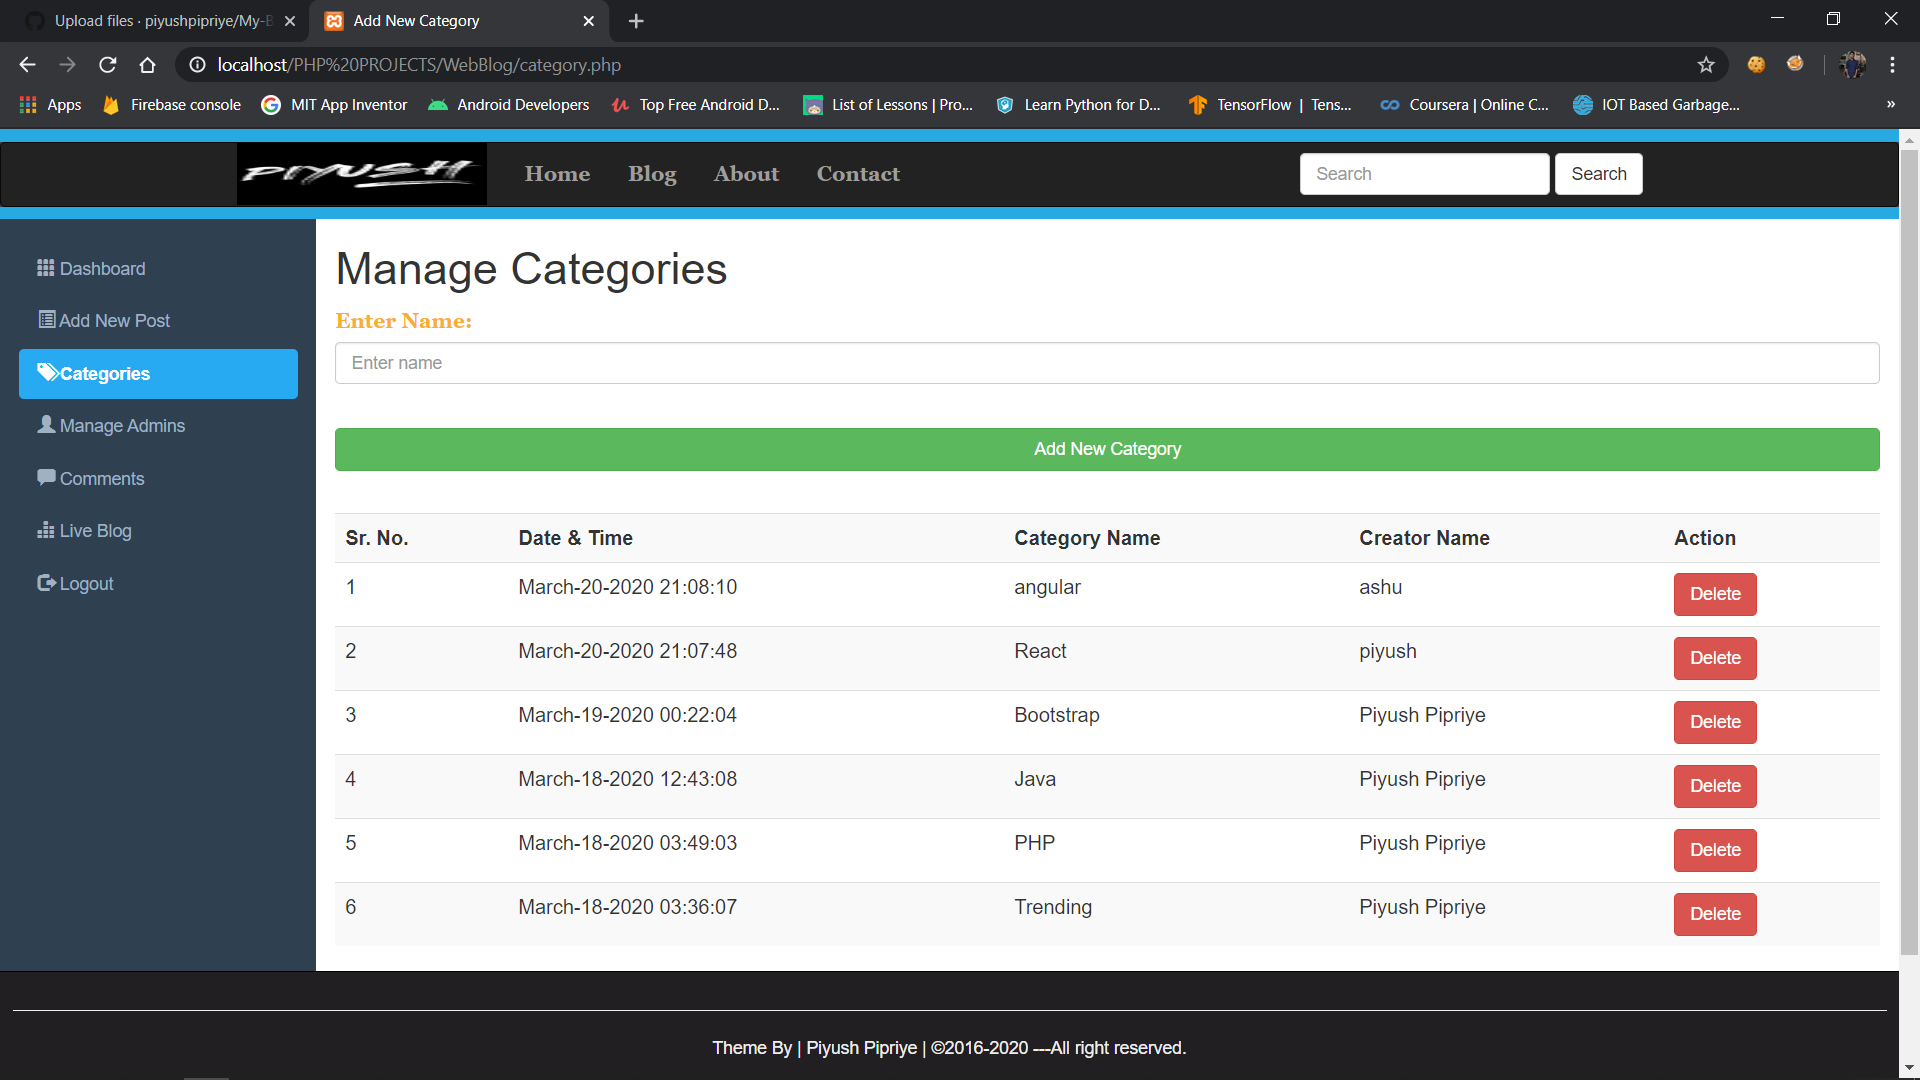 Upload files · piyushpipriye/My-B
Add New Category
localhost/PHP%20PROJECTS/WebBlog/category.php
Apps
Firebase console
MIT App Inventor
Android Developers
Top Free Android D...
List of Lessons | Pro...
Learn Python for D...
TensorFlow | Tens...
Coursera | Online C...
IOT Based Garbage...
»
PIYUSH
Home
Blog
About
Contact
Search
Search
Dashboard
Add New Post
Categories
Manage Admins
Comments
Live Blog
Logout
Manage Categories
Enter Name:
Enter name
Add New Category
Sr. No. Date & Time Category Name Creator Name Action
1 March-20-2020 21:08:10 angular ashu Delete
2 March-20-2020 21:07:48 React piyush Delete
3 March-19-2020 00:22:04 Bootstrap Piyush Pipriye Delete
4 March-18-2020 12:43:08 Java Piyush Pipriye Delete
5 March-18-2020 03:49:03 PHP Piyush Pipriye Delete
6 March-18-2020 03:36:07 Trending Piyush Pipriye Delete
Theme By | Piyush Pipriye | ©2016-2020 ---All right reserved.